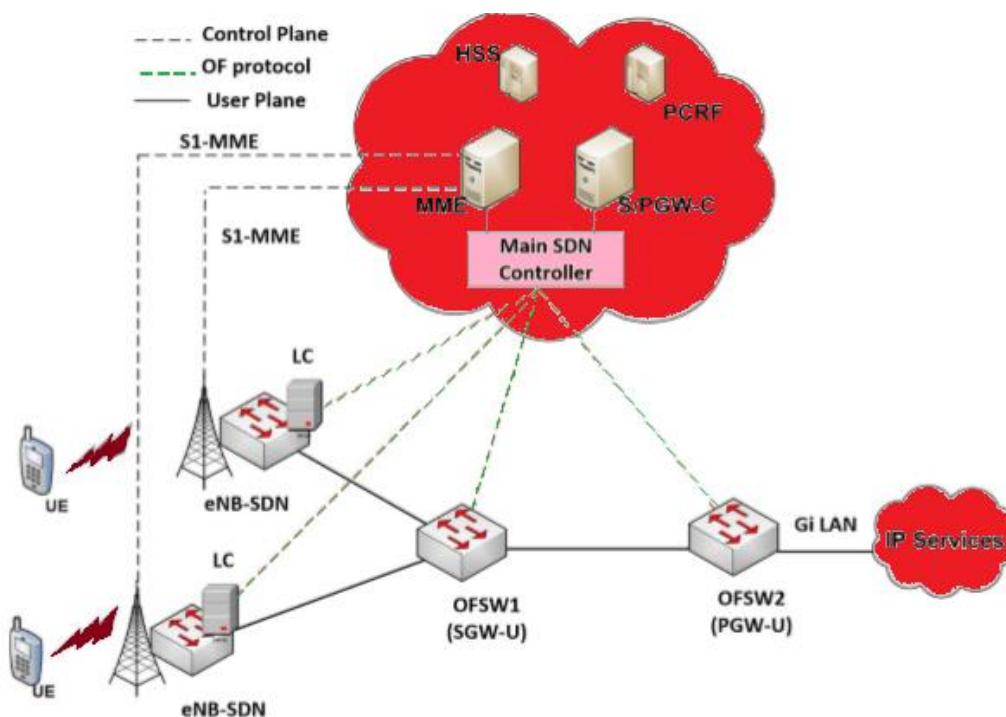 Control Plane
OF protocol
User Plane
HSS
PCRF
S1-MME
MME
S/PGW-C
S1-MME
Main SDN
Controller
LC
UE
eNB-SDN
Gi LAN
IP Services
LC
OFSW1
(SGW-U)
OFSW2
(PGW-U)
UE
eNB-SDN